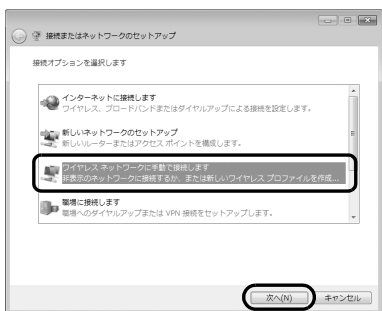 接続またはネットワークのセットアップ
接続オプションを選択します
インターネットに接続します
ワイヤレス、ブロードバンドまたはダイヤルアップによる接続を設定します。
新しいネットワークのセットアップ
新しいルーターまたはアクセス ポイントを構成します。
ワイヤレス ネットワークに手動で接続します
非表示のネットワークに接続するか、または新しいワイヤレス プロファイルを作成...
職場に接続します
職場へのダイヤルアップまたは VPN 接続をセットアップします。
次へ(N) キャンセル